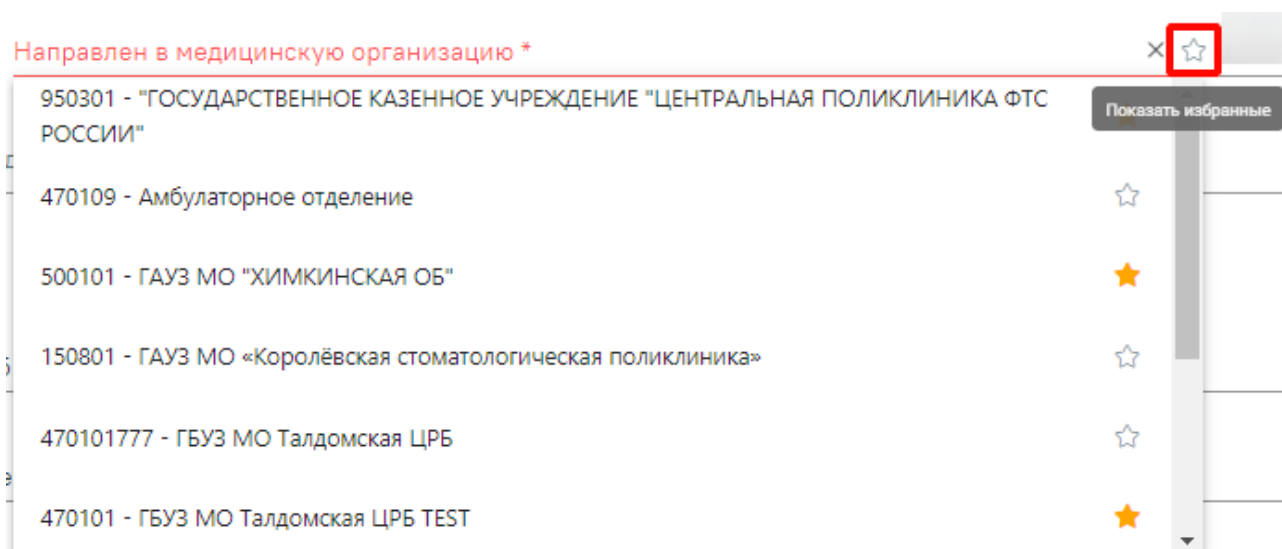 Направлен в медицинскую организацию *
950301 - "ГОСУДАРСТВЕННОЕ КАЗЕННОЕ УЧРЕЖДЕНИЕ "ЦЕНТРАЛЬНАЯ ПОЛИКЛИНИКА ФТС
РОССИИ"
Показать избранные
470109 - Амбулаторное отделение
500101 - ГАУЗ МО "ХИМКИНСКАЯ ОБ"
150801 - ГАУЗ МО «Королёвская стоматологическая поликлиника»
470101777 - ГБУЗ МО Талдомская ЦРБ
470101 - ГБУЗ МО Талдомская ЦРБ TEST